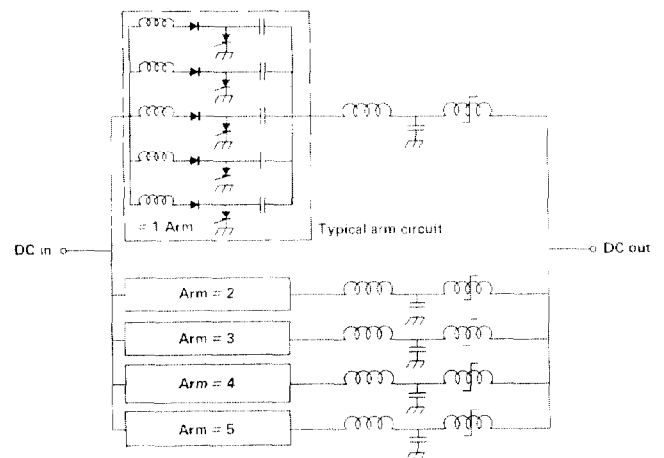 = 1 Arm
Typical arm circuit
DC in
DC out
Arm = 2
Arm = 3
Arm = 4
Arm = 5